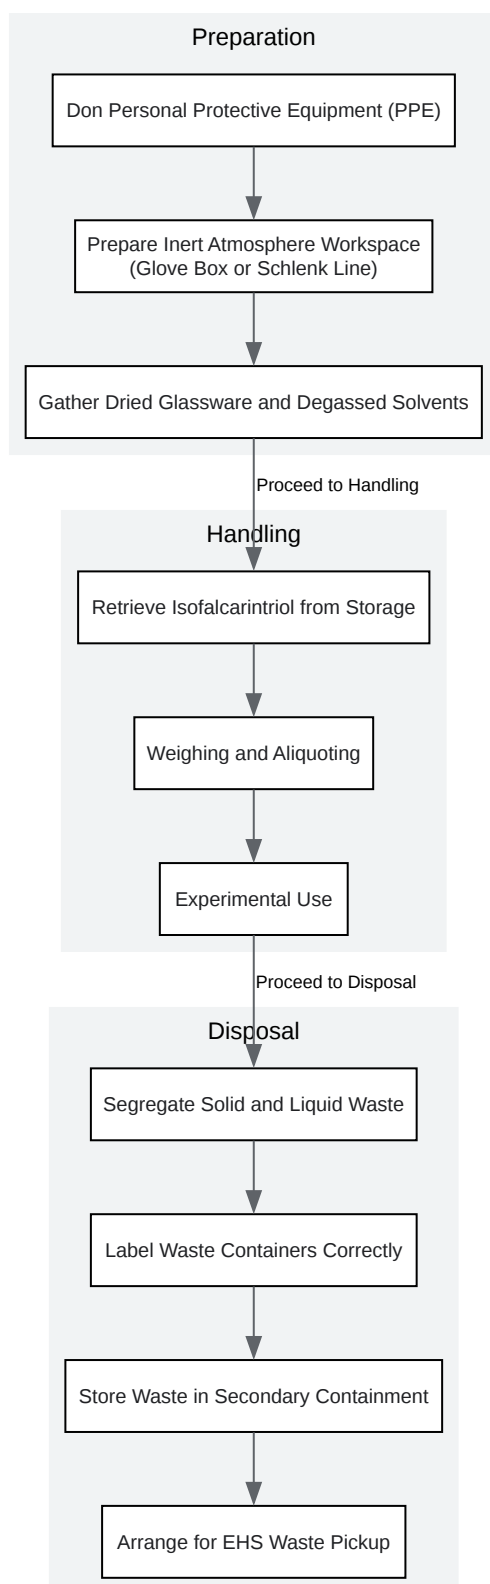 Preparation
Don Personal Protective Equipment (PPE)
Prepare Inert Atmosphere Workspace
(Glove Box or Schlenk Line)
Gather Dried Glassware and Degassed Solvents
Proceed to Handling
Handling
Retrieve Isofalcarintriol from Storage
Weighing and Aliquoting
Experimental Use
Proceed to Disposal
Disposal
Segregate Solid and Liquid Waste
Label Waste Containers Correctly
Store Waste in Secondary Containment
Arrange for EHS Waste Pickup